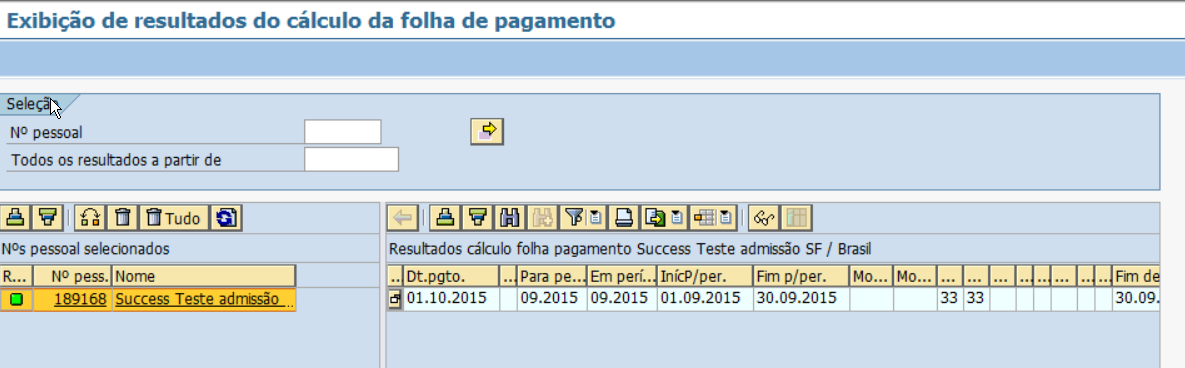 Exibição de resultados do cálculo da folha de pagamento
Seleção
Nº pessoal
Todos os resultados a partir de
Tudo
Nºs pessoal selecionados
Resultados cálculo folha pagamento Success Teste admissão SF / Brasil
R... Nº pess. Nome
.. Dt.pgto. ... Para pe... Em perí... InícP/per. Fim p/per. Mo... Mo... ... ... ... ... ... ... ... ... Fim de
189168 Success Teste admissão ..
01.10.2015 09.2015 09.2015 01.09.2015 30.09.2015 33 33 30.09.